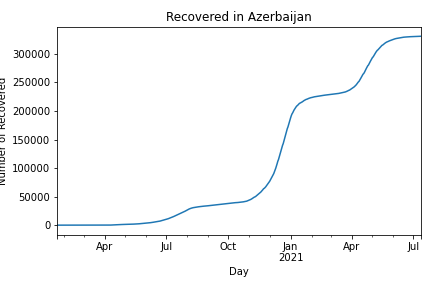 Recovered in Azerbaijan
Number of Recovered
300000
250000
200000
150000
100000
50000
0
Apr
Jul
Oct
Jan
2021
Apr
Jul
Day